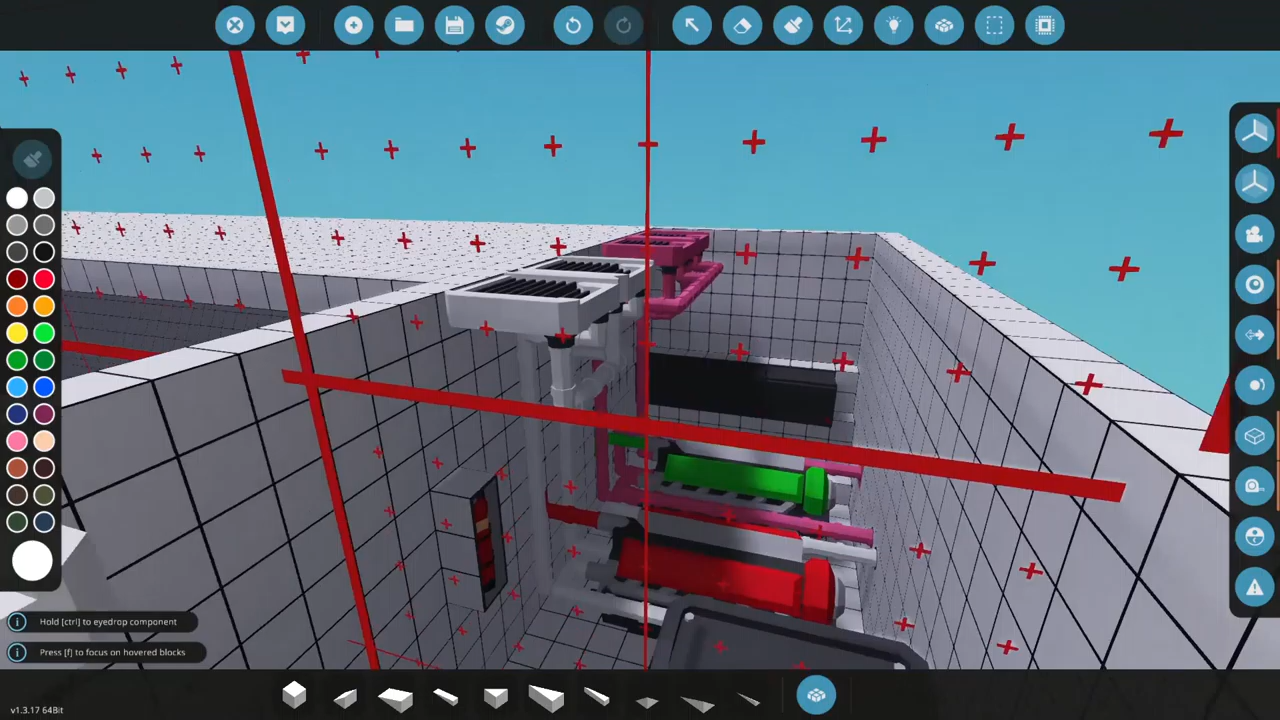 Hold [ctrl] to eyedrop component
Press [f] to focus on hovered blocks
v1.3.17 64Bit